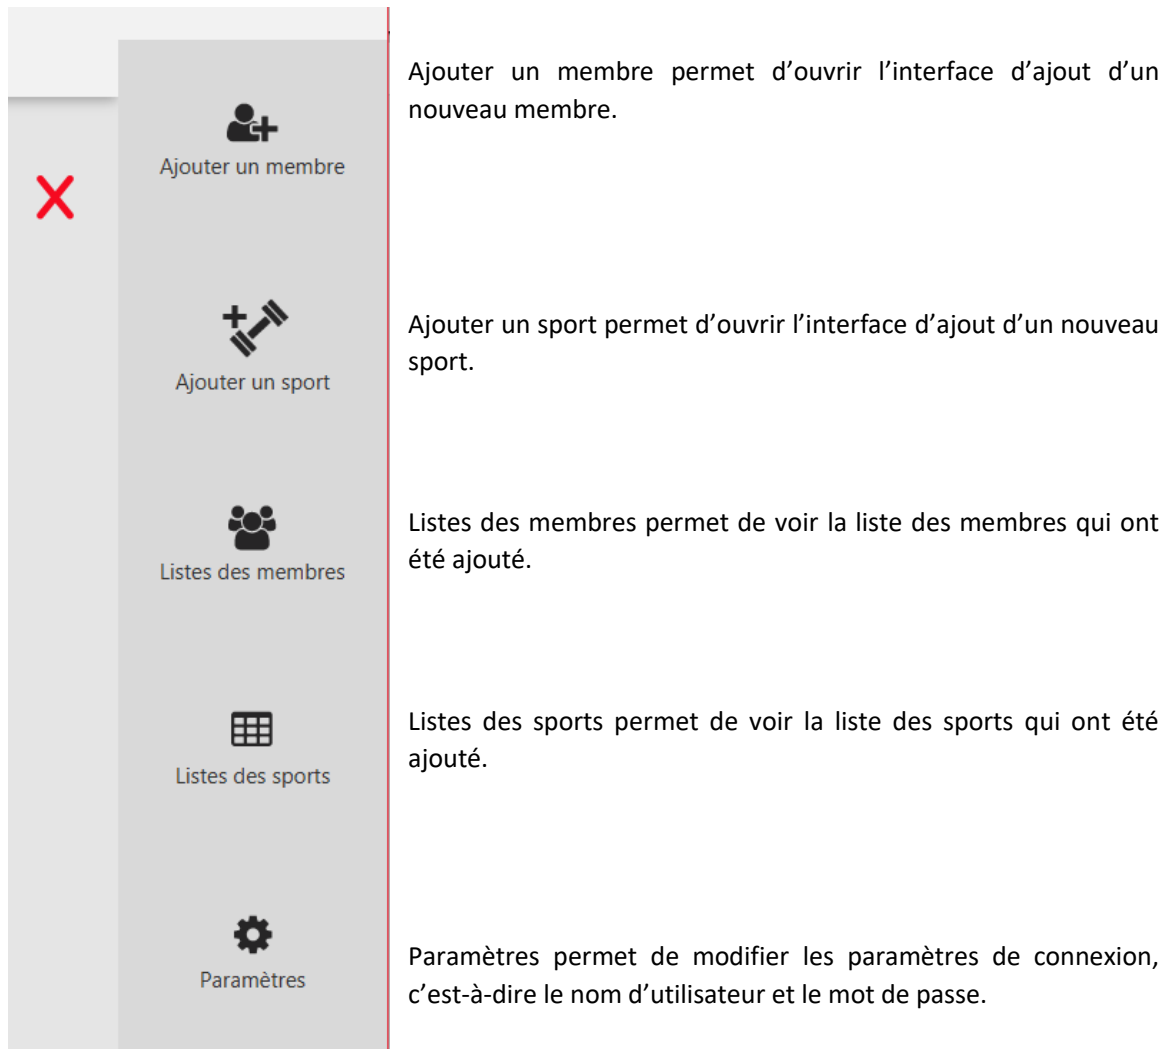 Ajouter un membre permet d’ouvrir l’interface d’ajout d’un
nouveau membre.
Ajouter un membre
Ajouter un sport permet d’ouvrir l’interface d’ajout d’un nouveau
sport.
Ajouter un sport
Listes des membres permet de voir la liste des membres qui ont
été ajouté.
Listes des membres
Listes des sports permet de voir la liste des sports qui ont été
ajouté.
Listes des sports
Paramètres permet de modifier les paramètres de connexion,
c’est-à-dire le nom d’utilisateur et le mot de passe.
Paramètres